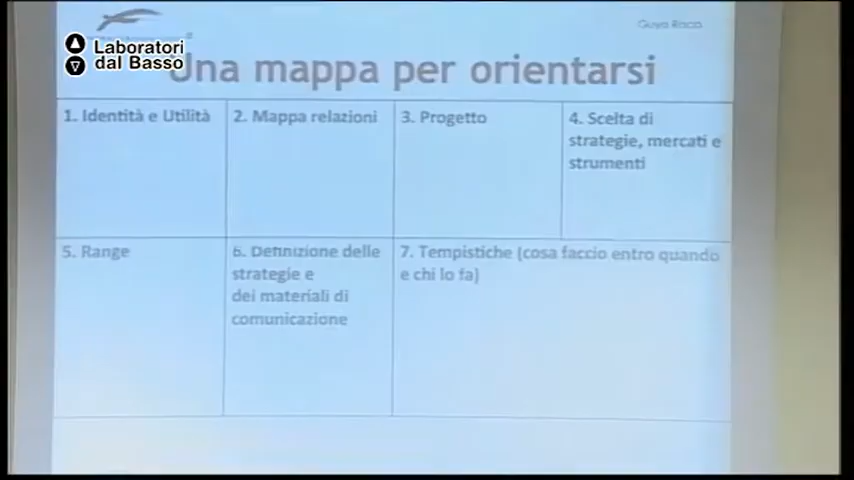 Laboratori
dal Basso
Una mappa per orientarsi
1. Identità e Utilità
2. Mappa relazioni
3. Progetto
4. Scelta di
strategie, mercati e
strumenti
5. Range
6. Definizione delle
strategie e
dei materiali di
comunicazione
7. Tempistiche (cosa faccio entro quando
e chi lo fa)